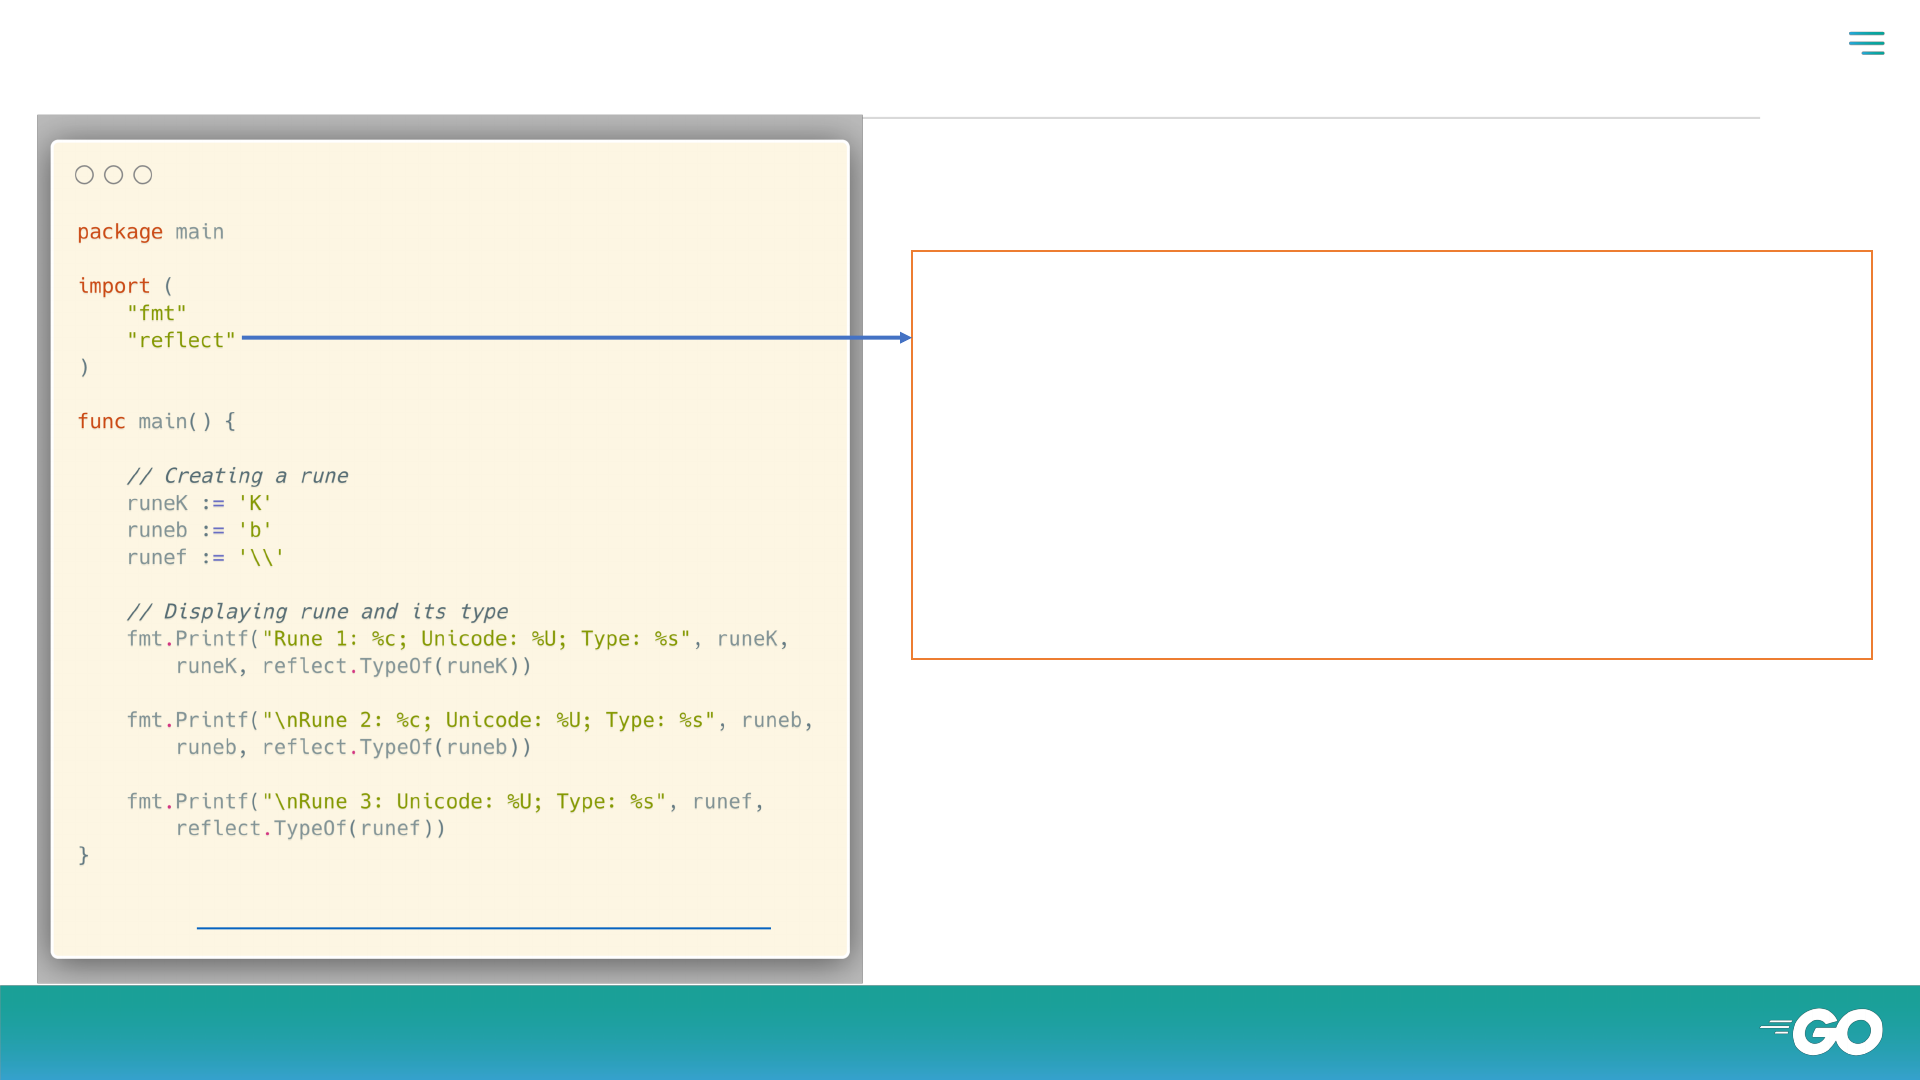 package main
import (
"fmt"
"reflect"
)
func main() {
// Creating a rune
runeK := 'K'
runeb := 'b'
runef := '\\'
// Displaying rune and its type
fmt.Printf("Rune 1: %c; Unicode: %U; Type: %s", runeK,
runeK, reflect.TypeOf(runeK))
fmt.Printf("\nRune 2: %c; Unicode: %U; Type: %s", runeb,
runeb, reflect.TypeOf(runeb))
fmt.Printf("\nRune 3: Unicode: %U; Type: %s", runef,
reflect.TypeOf(runef))
}
GO